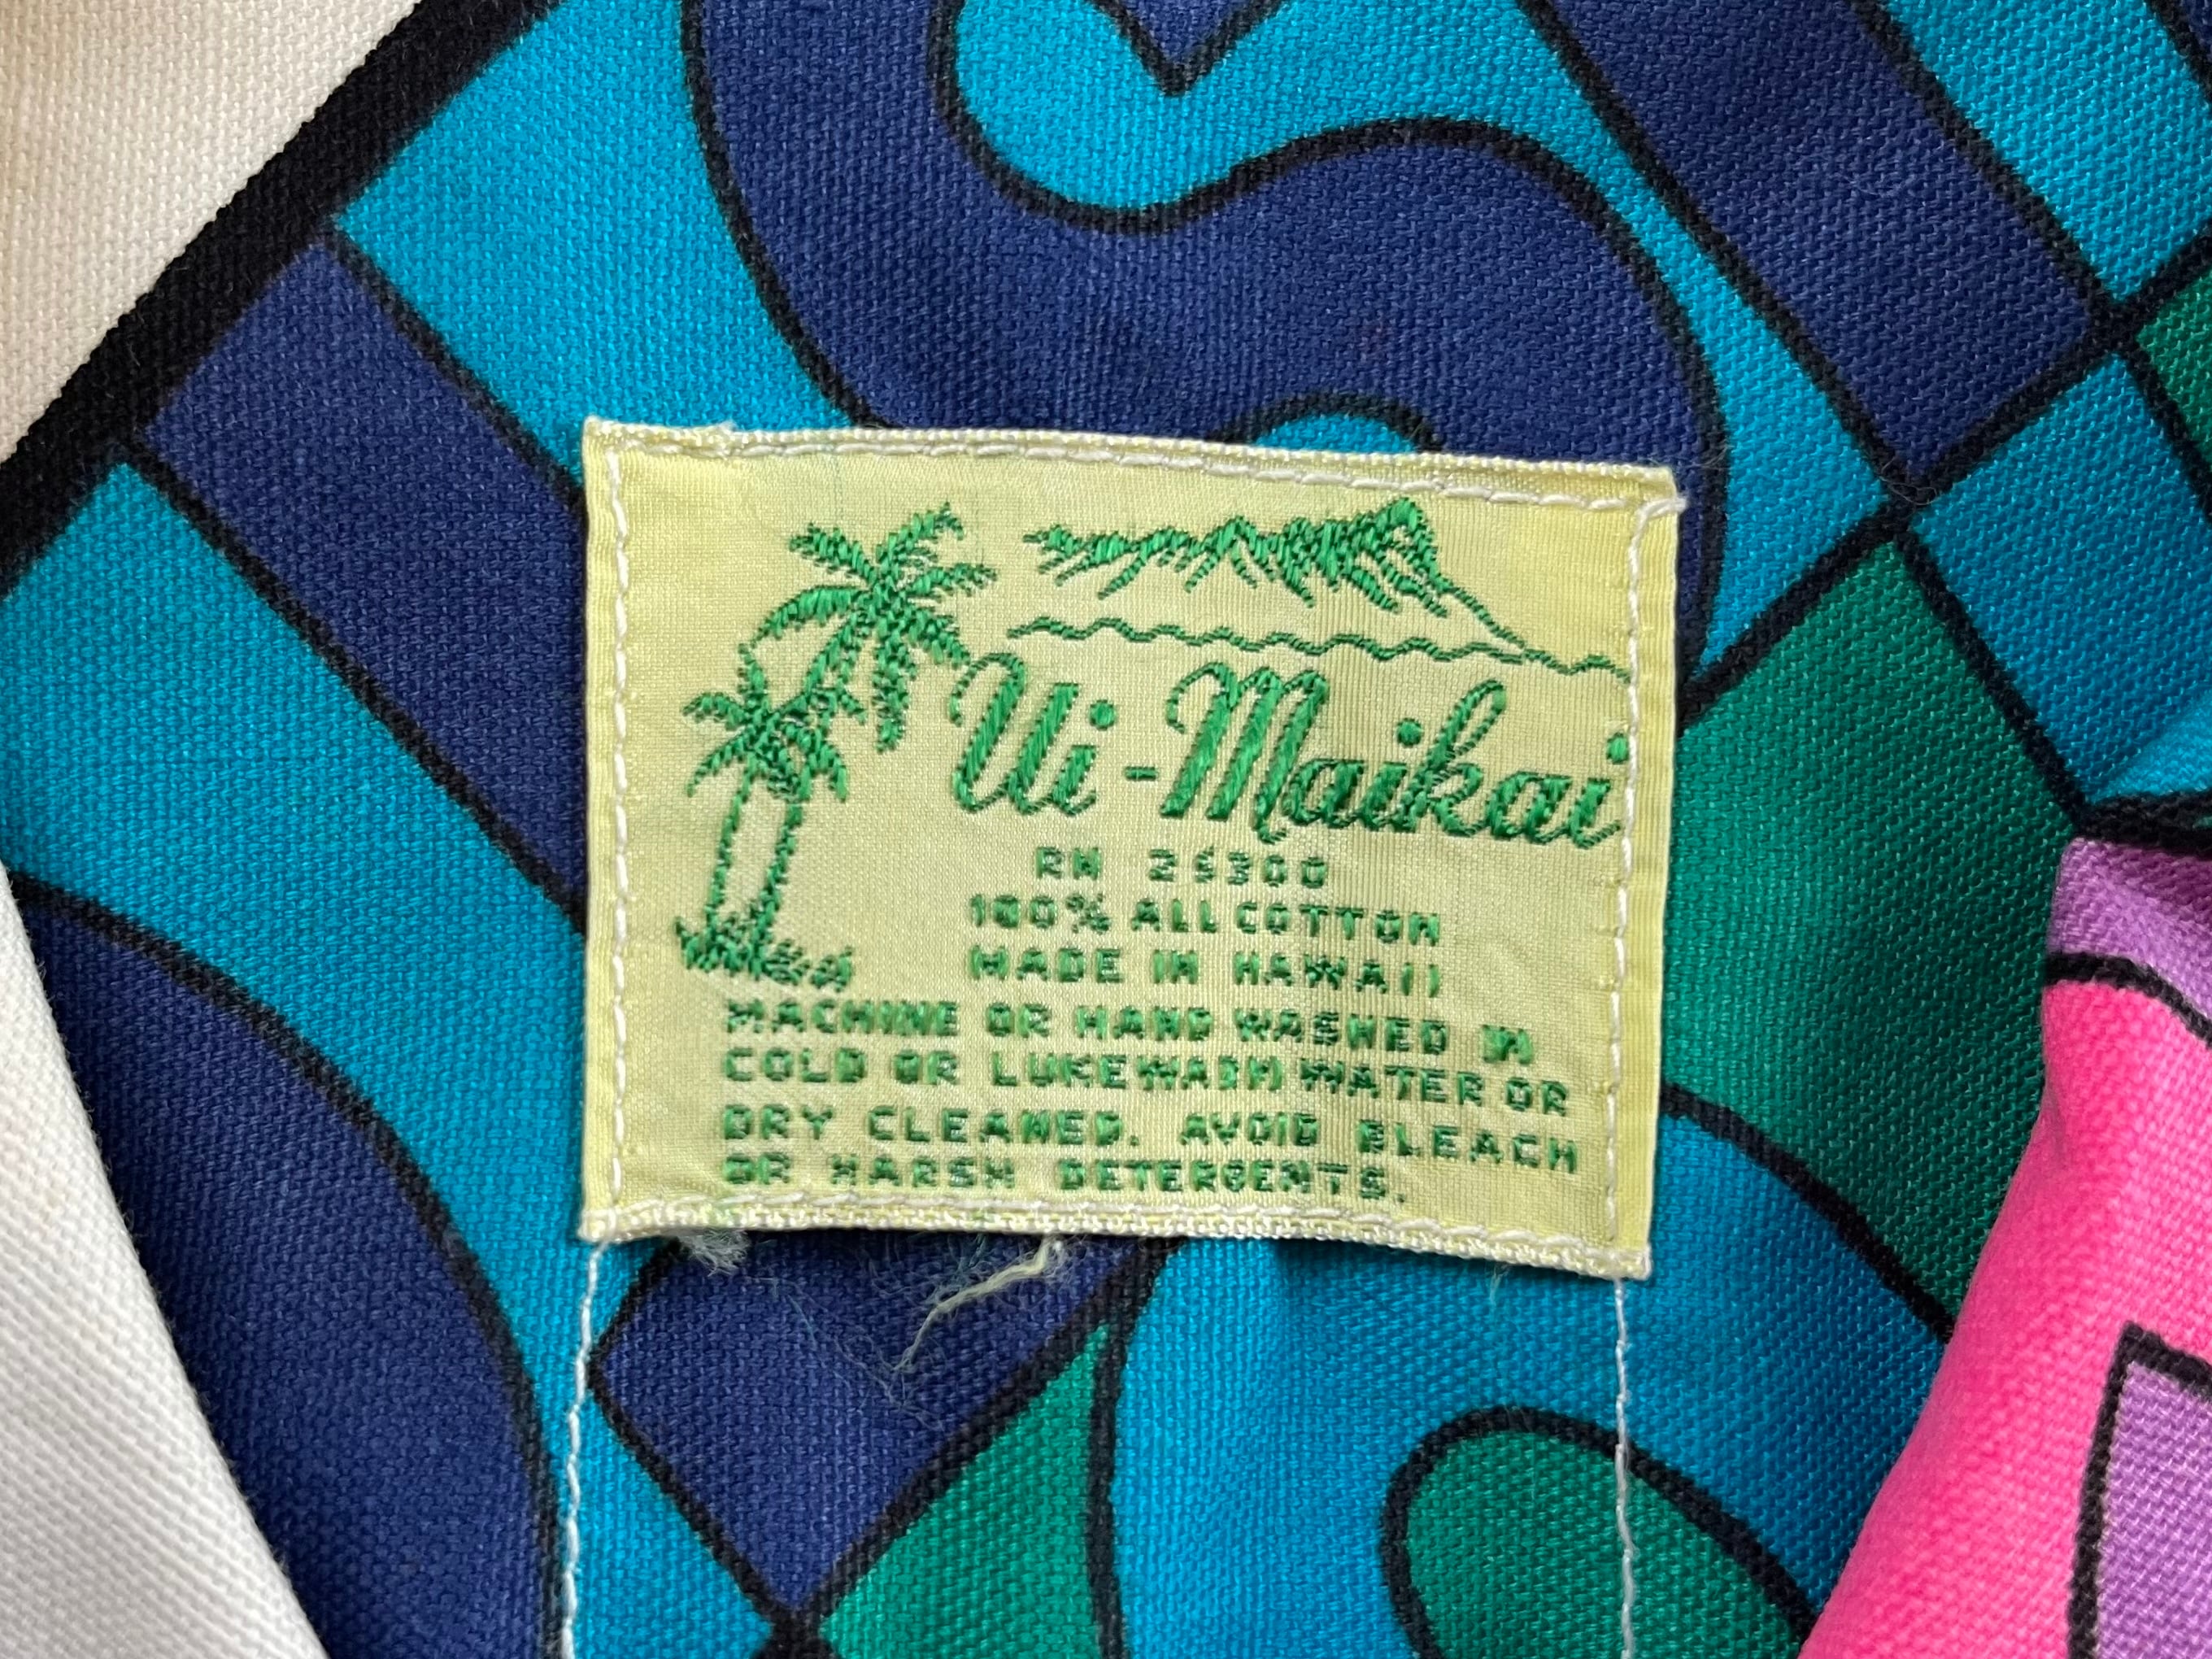 Ui-Maikai
RN 26300
100% ALL COTTON
MADE IN HAWAII
MACHINE OR HAND WASHED IN
COLD OR LUKEWARM WATER OR
DRY CLEANED. AVOID BLEACH
OR HARSH DETERGENTS.